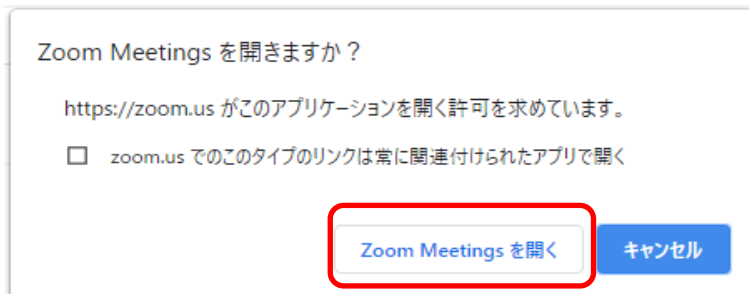 Zoom Meetings を開きますか？
https://zoom.us がこのアプリケーションを開く許可を求めています。
zoom.us でのこのタイプのリンクは常に関連付けられたアプリで開く
Zoom Meetings を開く キャンセル